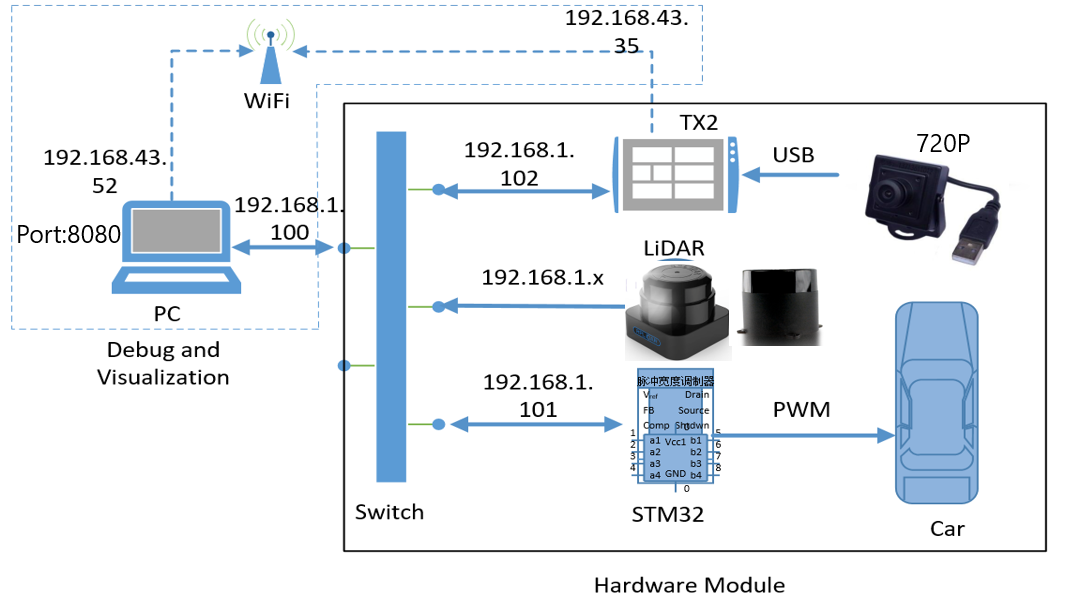 192.168.43.
35
WiFi
192.168.43.
52
Port:8080
192.168.1.
100
PC
Debug and
Visualization
Switch
192.168.1.
102
TX2
USB
720P
LiDAR
192.168.1.x
192.168.1.
101
脉冲宽度调制器
Vref Drain
FB Source
Comp Shtdwn
1 a1 Vcc1 b1 5
2 a2 b2 6
3 a3 b3 7
4 a4 GND b4 8
0
STM32
PWM
Car
Hardware Module